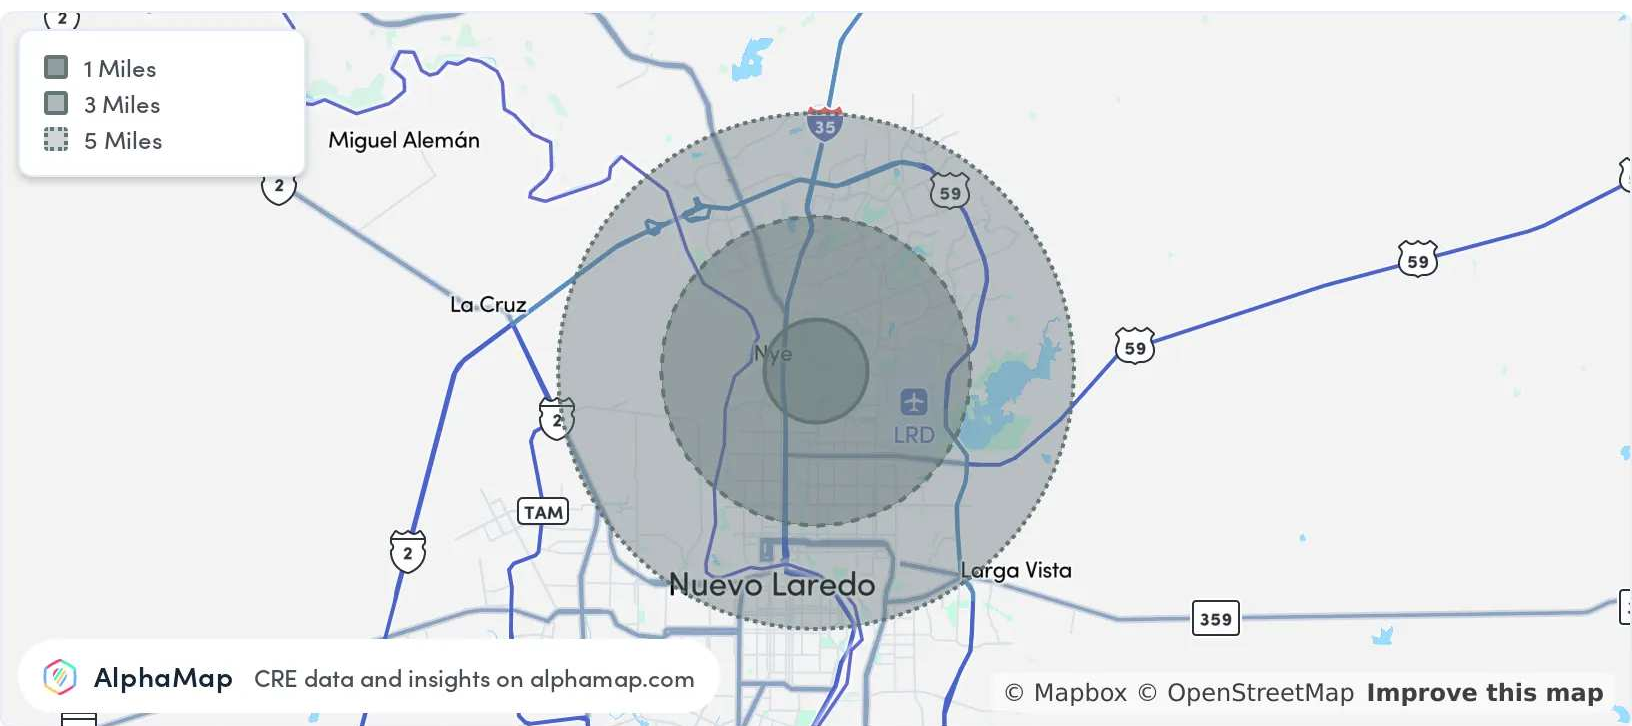 2
1 Miles
3 Miles
5 Miles
Miguel Alemán
35
2
59
59
La Cruz
59
Nye
2
LRD
TAM
2
Nuevo Laredo
Larga Vista
359
AlphaMap CRE data and insights on alphamap.com
© Mapbox © OpenStreetMap Improve this map